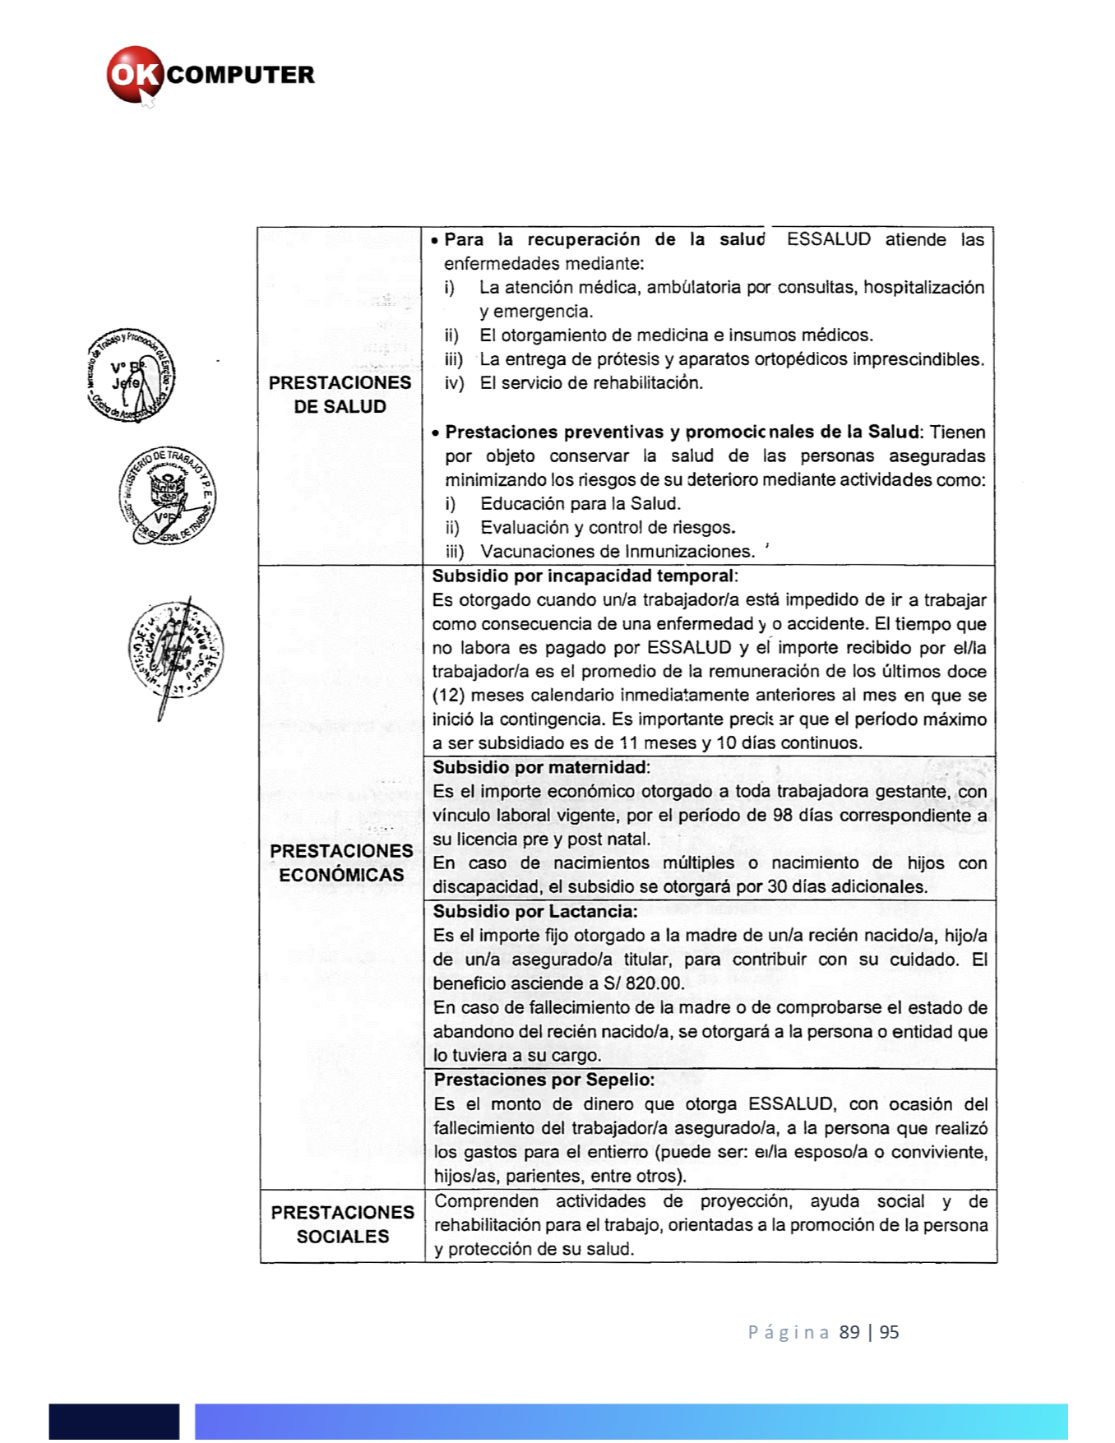 OK COMPUTER
• Para la recuperación de la salud ESSALUD atiende las
enfermedades mediante:
i) La atención médica, ambulatoria por consultas, hospitalización
y emergencia.
ii) El otorgamiento de medicina e insumos médicos.
iii) La entrega de prótesis y aparatos ortopédicos imprescindibles.
iv) El servicio de rehabilitación.
PRESTACIONES
DE SALUD
• Prestaciones preventivas y promocionales de la Salud: Tienen
por objeto conservar la salud de las personas aseguradas
minimizando los riesgos de su deterioro mediante actividades como:
i) Educación para la Salud.
ii) Evaluación y control de riesgos.
iii) Vacunaciones de Inmunizaciones.
Vº Bº
Jefe
MINISTERIO DE TRABAJO Y P.E.
VºBº
DIRECTOR GENERAL DE TRABAJO
Subsidio por incapacidad temporal:
Es otorgado cuando un/a trabajador/a está impedido de ir a trabajar
como consecuencia de una enfermedad y o accidente. El tiempo que
no labora es pagado por ESSALUD y el importe recibido por el/la
trabajador/a es el promedio de la remuneración de los últimos doce
(12) meses calendario inmediatamente anteriores al mes en que se
inició la contingencia. Es importante precisar que el período máximo
a ser subsidiado es de 11 meses y 10 días continuos.
PRESTACIONES
ECONÓMICAS
Subsidio por maternidad:
Es el importe económico otorgado a toda trabajadora gestante, con
vínculo laboral vigente, por el período de 98 días correspondiente a
su licencia pre y post natal.
En caso de nacimientos múltiples o nacimiento de hijos con
discapacidad, el subsidio se otorgará por 30 días adicionales.
Subsidio por Lactancia:
Es el importe fijo otorgado a la madre de un/a recién nacido/a, hijo/a
de un/a asegurado/a titular, para contribuir con su cuidado. El
beneficio asciende a S/ 820.00.
En caso de fallecimiento de la madre o de comprobarse el estado de
abandono del recién nacido/a, se otorgará a la persona o entidad que
lo tuviera a su cargo.
Prestaciones por Sepelio:
Es el monto de dinero que otorga ESSALUD, con ocasión del
fallecimiento del trabajador/a asegurado/a, a la persona que realizó
los gastos para el entierro (puede ser: el/la esposo/a o conviviente,
hijos/as, parientes, entre otros).
PRESTACIONES
SOCIALES
Comprenden actividades de proyección, ayuda social y de
rehabilitación para el trabajo, orientadas a la promoción de la persona
y protección de su salud.
Página 89 | 95